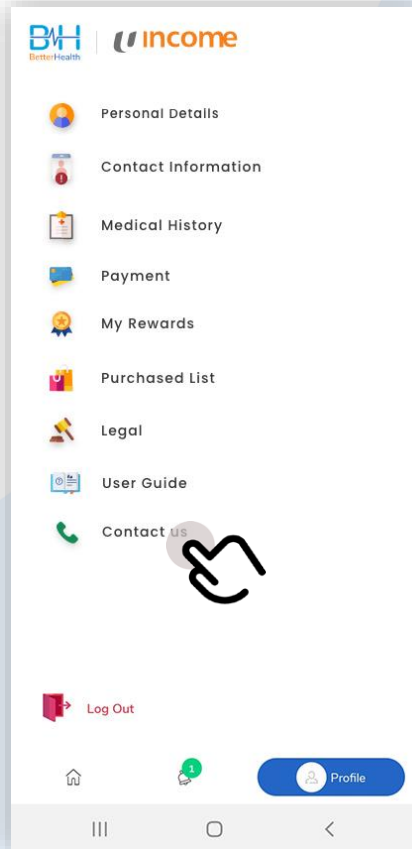 BH income
BetterHealth
Personal Details
Contact Information
Medical History
Payment
My Rewards
Purchased List
Legal
User Guide
Contact us
Log Out
1
Profile